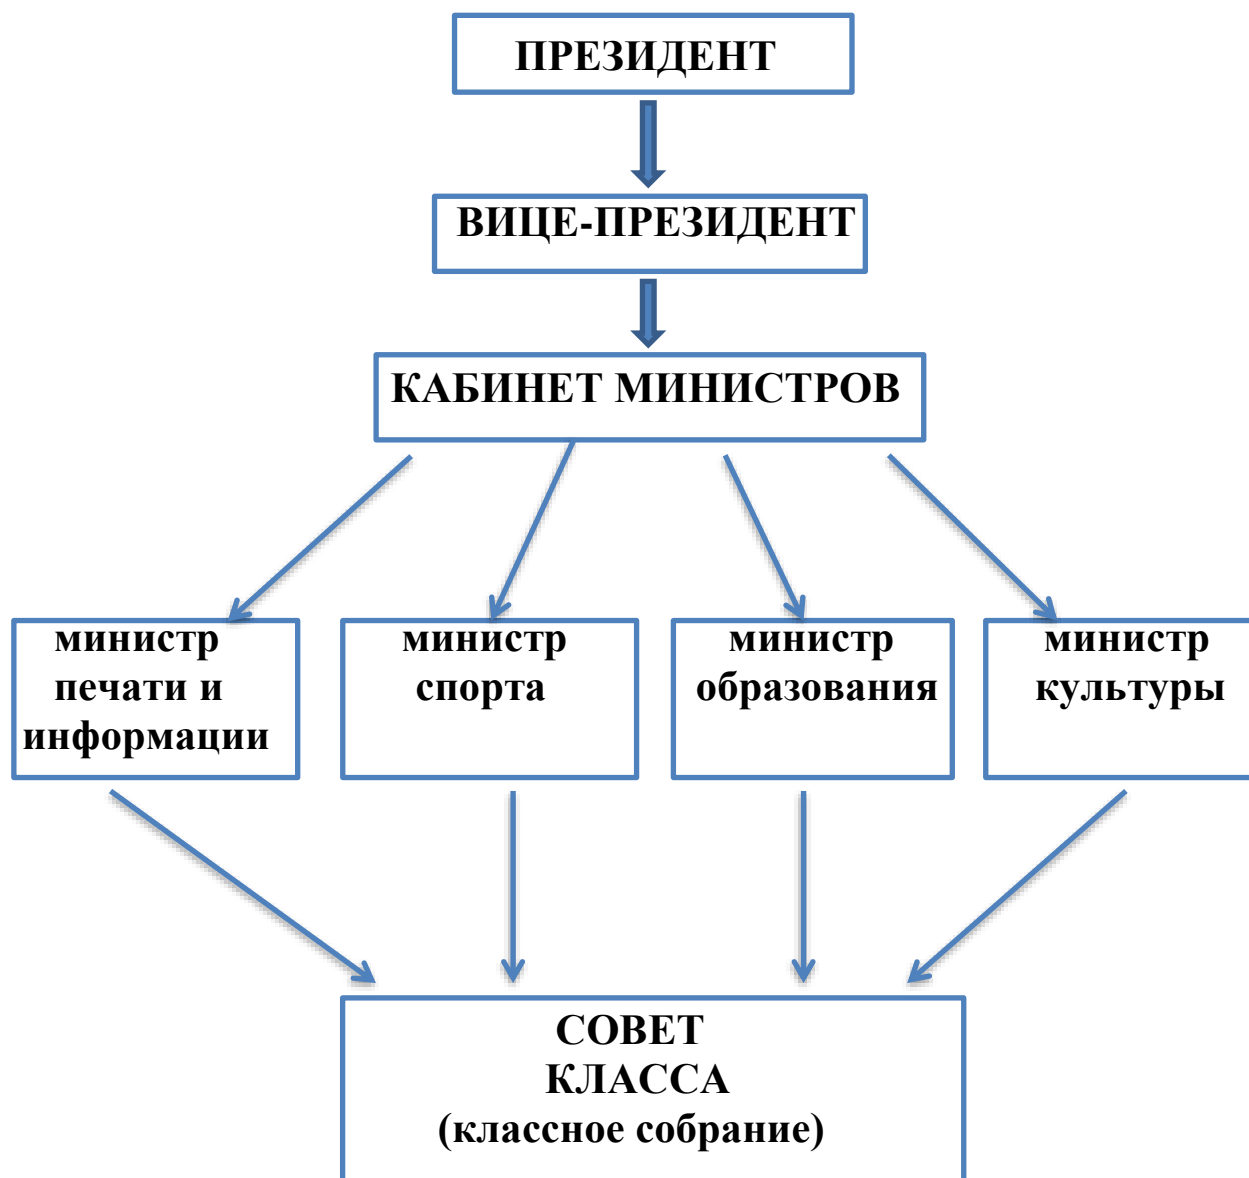 ПРЕЗИДЕНТ
ВИЦЕ-ПРЕЗИДЕНТ
КАБИНЕТ МИНИСТРОВ
министр
печати и
информации
министр
спорта
министр
образования
министр
культуры
СОВЕТ
КЛАССА
(классное собрание)